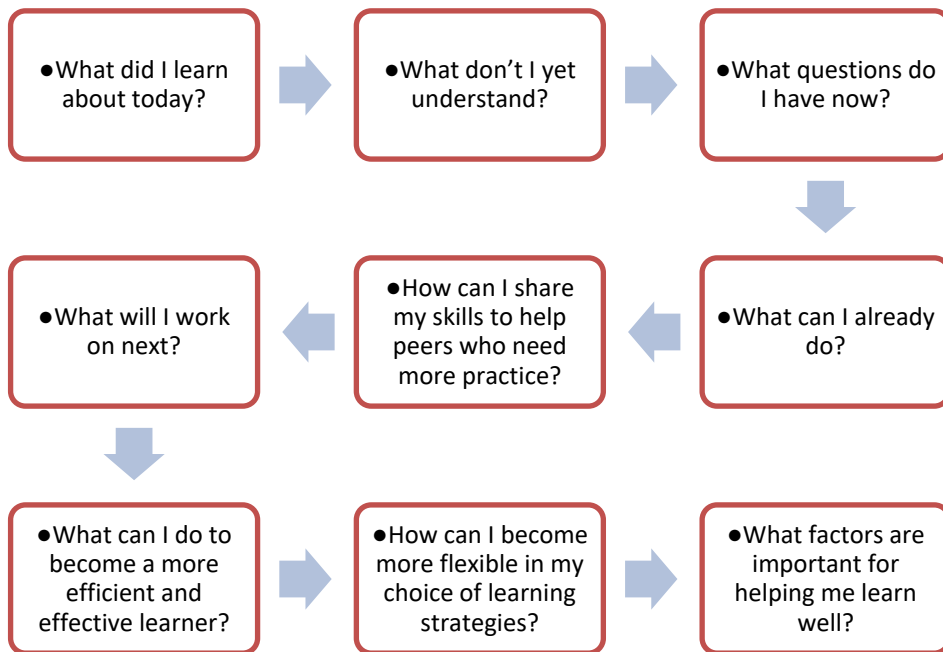 ●What did I learn
about today?
●What don’t I yet
understand?
●What questions do
I have now?
●What can I already
do?
●How can I share
my skills to help
peers who need
more practice?
●What will I work
on next?
●What can I do to
become a more
efficient and
effective learner?
●How can I become
more flexible in my
choice of learning
strategies?
●What factors are
important for
helping me learn
well?